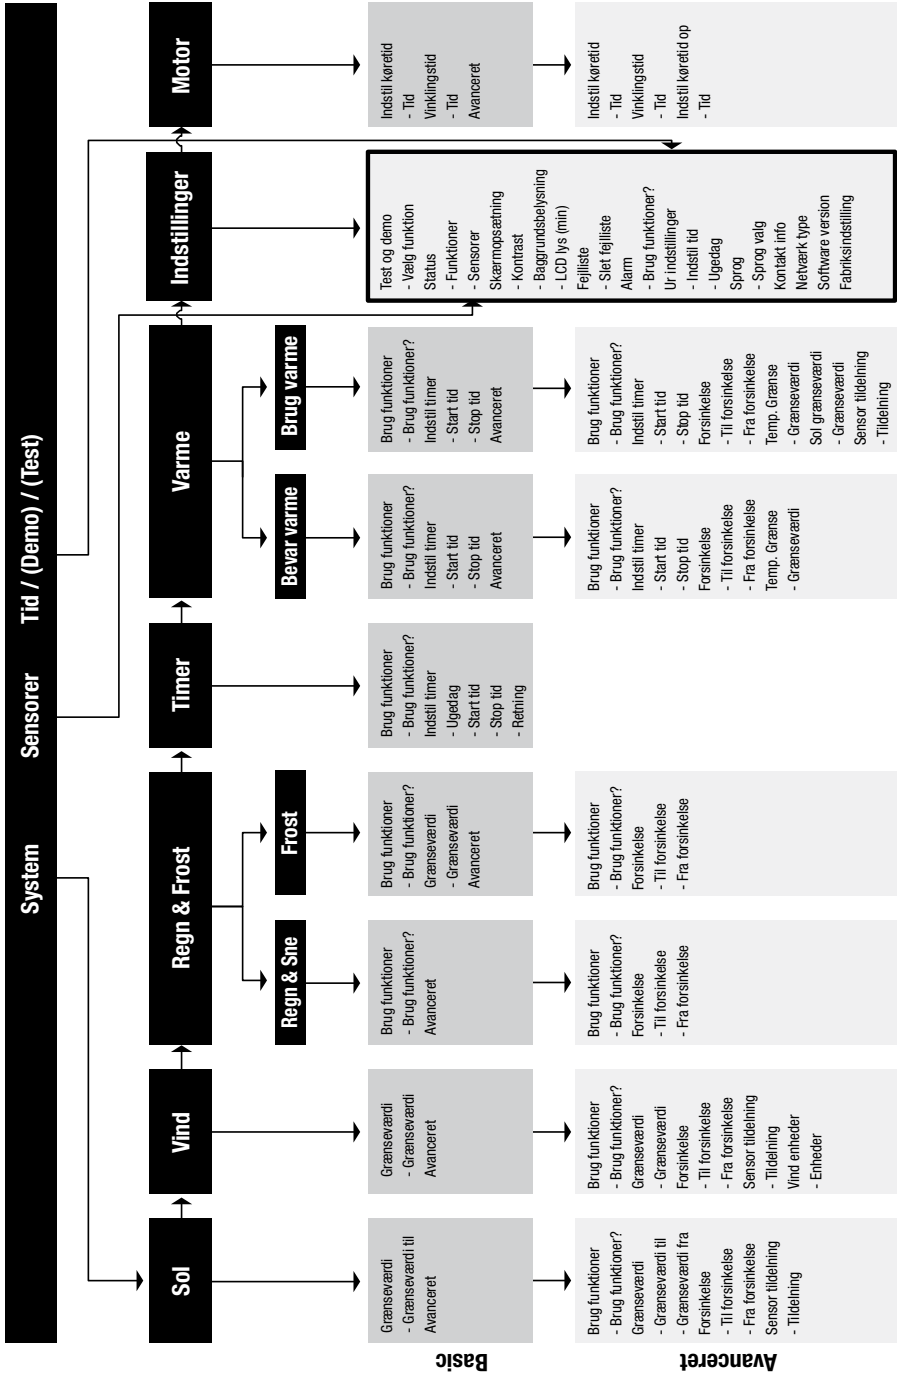 System
Sensorer
Tid / (Demo) / (Test)
Sol
Vind
Regn & Frost
Timer
Varme
Indstillinger
Motor
Regn & Sne
Frost
Bevar varme
Brug varme
Basic
Grænseværdi
- Grænseværdi til
Avanceret
Grænseværdi
- Grænseværdi
Avanceret
Brug funktioner
- Brug funktioner?
Avanceret
Brug funktioner
- Brug funktioner?
Grænseværdi
- Grænseværdi
Avanceret
Brug funktioner
- Brug funktioner?
Indstil timer
- Ugedag
- Start tid
- Stop tid
- Retning
Brug funktioner
- Brug funktioner?
Indstil timer
- Start tid
- Stop tid
Avanceret
Brug funktioner
- Brug funktioner?
Indstil timer
- Start tid
- Stop tid
Avanceret
Test og demo
- Vælg funktion
Status
- Funktioner
- Sensorer
Skærmopsætning
- Kontrast
- Baggrundsbelysning
- LCD lys (min)
Fejlliste
- Slet fejlliste
Alarm
- Brug funktioner?
Ur indstillinger
- Indstil tid
- Ugedag
Sprog
- Sprog valg
Kontakt info
Netværk type
Software version
Fabriksindstilling
Indstil køretid
- Tid
Vinklingstid
- Tid
Avanceret
Avanceret
Brug funktioner
- Brug funktioner?
Grænseværdi
- Grænseværdi til
- Grænseværdi fra
Forsinkelse
- Til forsinkelse
- Fra forsinkelse
Sensor tildelning
- Tildelning
Brug funktioner
- Brug funktioner?
Grænseværdi
- Grænseværdi
Forsinkelse
- Til forsinkelse
- Fra forsinkelse
Sensor tildelning
- Tildelning
Vind enheder
- Enheder
Brug funktioner
- Brug funktioner?
Forsinkelse
- Til forsinkelse
- Fra forsinkelse
Brug funktioner
- Brug funktioner?
Forsinkelse
- Til forsinkelse
- Fra forsinkelse
Brug funktioner
- Brug funktioner?
Indstil timer
- Start tid
- Stop tid
Forsinkelse
- Til forsinkelse
- Fra forsinkelse
Temp. Grænse
- Grænseværdi
Brug funktioner
- Brug funktioner?
Indstil timer
- Start tid
- Stop tid
Forsinkelse
- Til forsinkelse
- Fra forsinkelse
Temp. Grænse
- Grænseværdi
Sol grænseværdi
- Grænseværdi
Sensor tildelning
- Tildelning
Indstil køretid
- Tid
Vinklingstid
- Tid
Indstil køretid op
- Tid